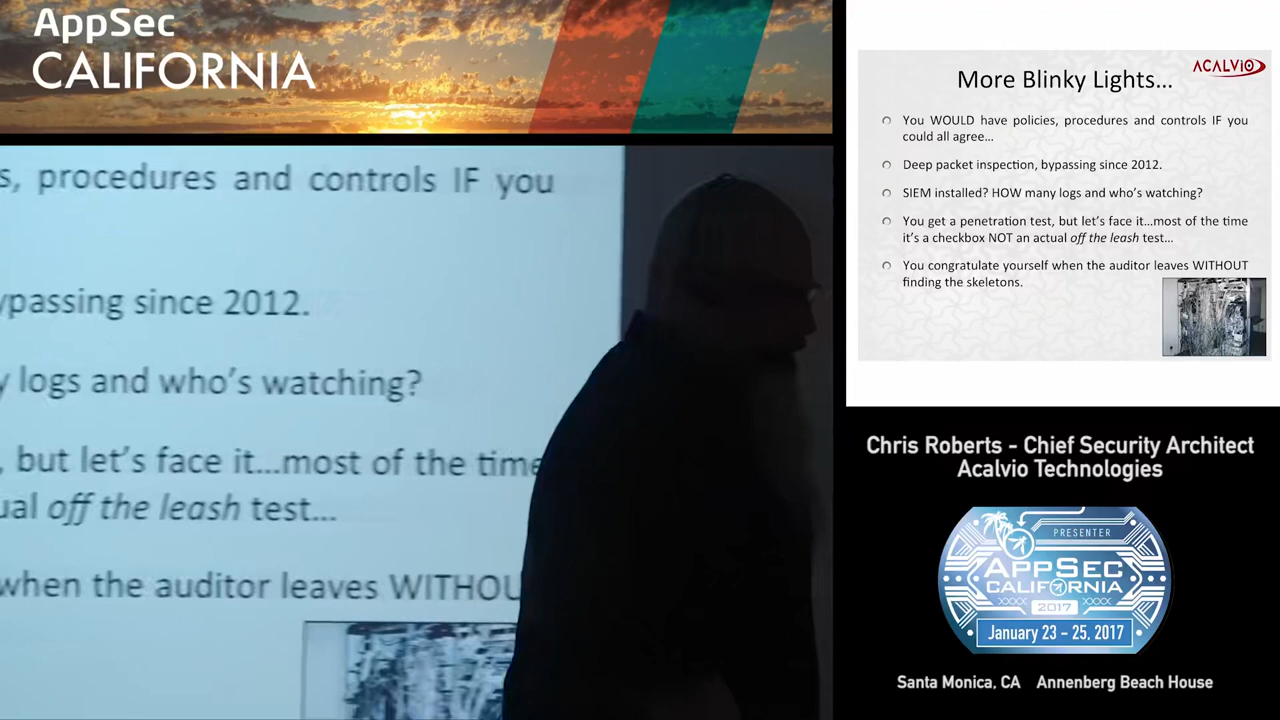 AppSec
CALIFORNIA
s, procedures and controls IF you
ypassing since 2012.
y logs and who's watching?
, but let's face it...most of the time
ual off the leash test...
when the auditor leaves WITHOU
ACALVIO
More Blinky Lights...
You WOULD have policies, procedures and controls IF you
could all agree...
Deep packet inspection, bypassing since 2012.
SIEM installed? HOW many logs and who's watching?
You get a penetration test, but let's face it...most of the time
it's a checkbox NOT an actual off the leash test...
You congratulate yourself when the auditor leaves WITHOUT
finding the skeletons.
Chris Roberts - Chief Security Architect
Acalvio Technologies
PRESENTER
APPSEC
CALIFORNIA
XXXX 2017 XXXX
January 23 - 25, 2017
Santa Monica, CA Annenberg Beach House